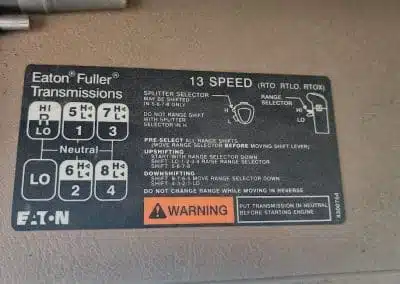 Eaton® Fuller®
Transmissions
13 SPEED (RTO, RTLO, RTOX)
SPLITTER SELECTOR
MAY BE SHIFTED
IN 5-6-7-8 ONLY
H
L
RANGE
SELECTOR
HI
LO
DO NOT RANGE SHIFT
WITH SPLITTER
SELECTOR IN H
HI
LO
5 H L
1
7 H L
3
Neutral
LO
6 H L
2
8 H L
4
PRE-SELECT ALL RANGE SHIFTS
(MOVE RANGE SELECTOR BEFORE MOVING SHIFT LEVER)
UPSHIFTING
START WITH RANGE SELECTOR DOWN
SHIFT LO-1-2-3-4 RAISE RANGE SELECTOR
SHIFT 5-6-7-8
DOWNSHIFTING
SHIFT 8-7-6-5 MOVE RANGE SELECTOR DOWN
SHIFT 4-3-2-1-LO
DO NOT CHANGE RANGE WHILE MOVING IN REVERSE
EATON
WARNING
PUT TRANSMISSION IN NEUTRAL
BEFORE STARTING ENGINE